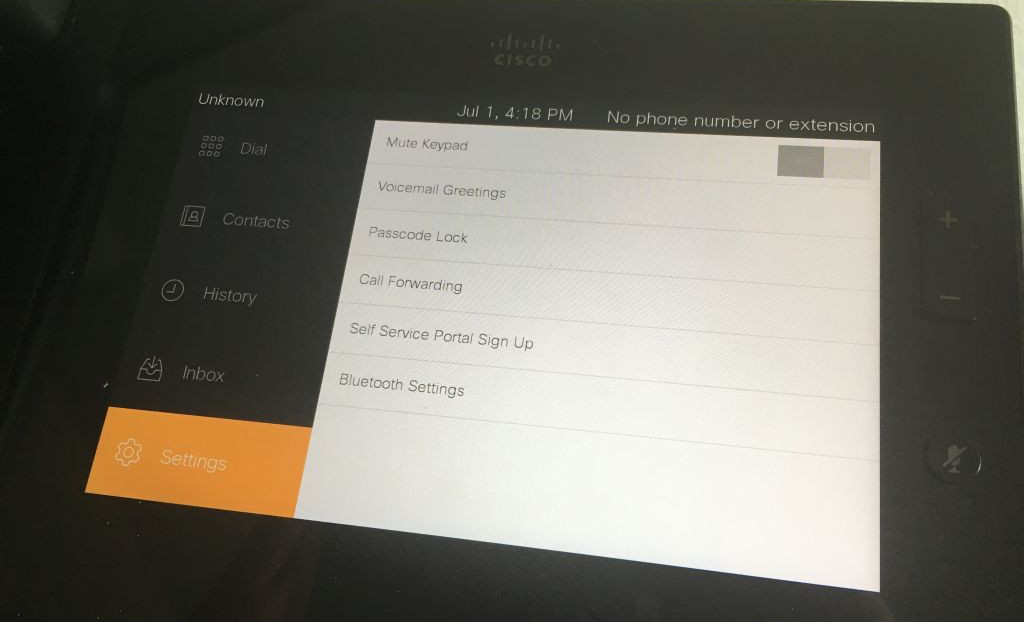 CISCO
Unknown
Jul 1, 4:18 PM
No phone number or extension
Dial
Contacts
History
Inbox
Settings
Mute Keypad
OFF
Voicemail Greetings
Passcode Lock
Call Forwarding
Self Service Portal Sign Up
Bluetooth Settings